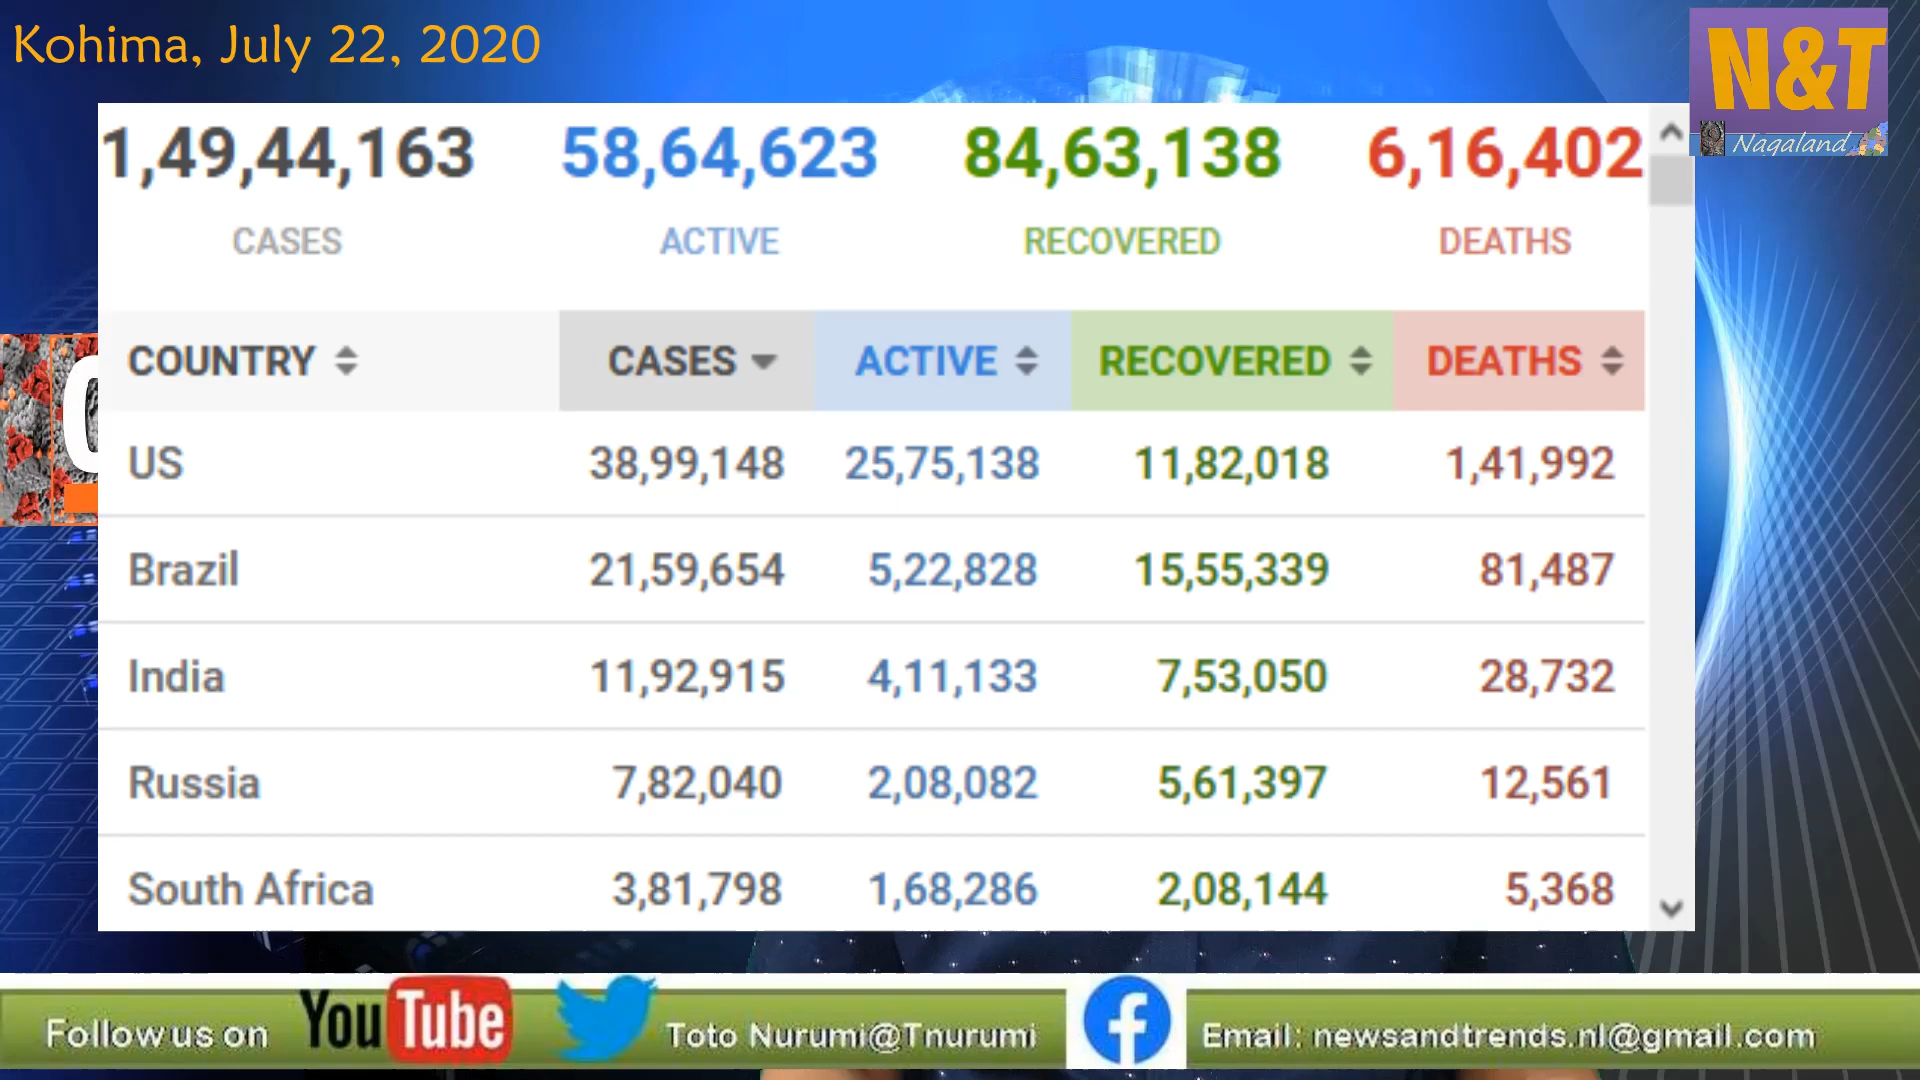 Kohima, July 22, 2020
N&T
Nagaland
1,49,44,163 58,64,623 84,63,138 6,16,402
CASES ACTIVE RECOVERED DEATHS
COUNTRY CASES ACTIVE RECOVERED DEATHS
US 38,99,148 25,75,138 11,82,018 1,41,992
Brazil 21,59,654 5,22,828 15,55,339 81,487
India 11,92,915 4,11,133 7,53,050 28,732
Russia 7,82,040 2,08,082 5,61,397 12,561
South Africa 3,81,798 1,68,286 2,08,144 5,368
Follow us on YouTube Toto Nurumi@Tnurumi f Email: newsandtrends.nl@gmail.com